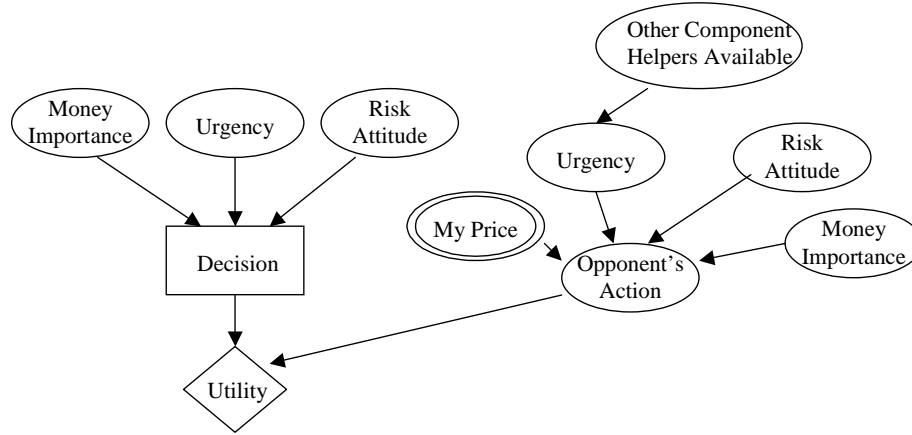 Other Component
Helpers Available
Money
Importance
Urgency
Risk
Attitude
Urgency
Risk
Attitude
My Price
Money
Importance
Decision
Opponent’s
Action
Utility